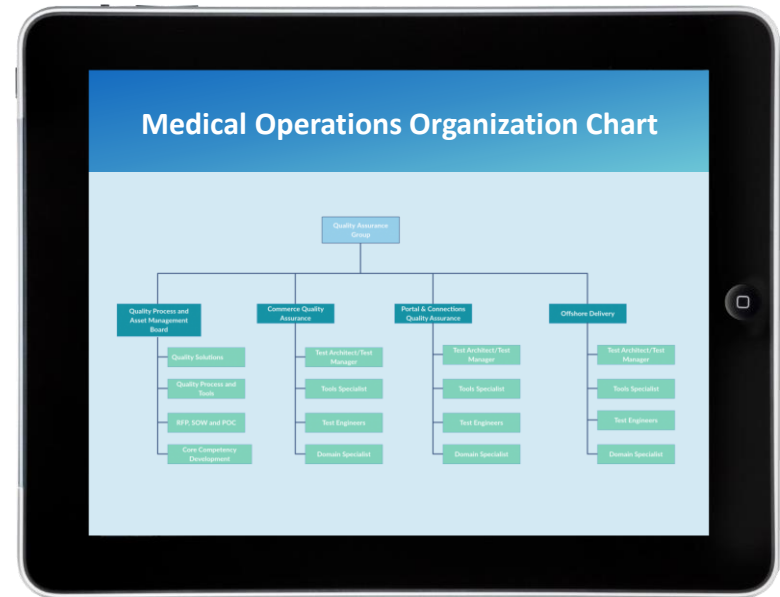 Medical Operations Organization Chart
Quality Assurance
Group
Quality Process and
Asset Management
Board
Commerce Quality
Assurance
Portal & Connections
Quality Assurance
Offshore Delivery
Quality Solutions
Quality Process and
Tools
RFP, SOW and POC
Core Competency
Development
Test Architect/Test
Manager
Tools Specialist
Test Engineers
Domain Specialist
Test Architect/Test
Manager
Tools Specialist
Test Engineers
Domain Specialist
Test Architect/Test
Manager
Tools Specialist
Test Engineers
Domain Specialist